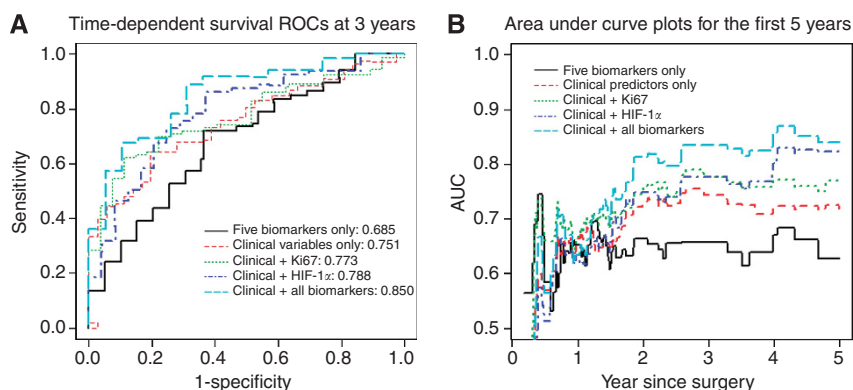 A
Time-dependent survival ROCs at 3 years
1.0
0.8
0.6
0.4
0.2
0.0
Sensitivity
Five biomarkers only: 0.685
Clinical variables only: 0.751
Clinical + Ki67: 0.773
Clinical + HIF-1α: 0.788
Clinical + all biomarkers: 0.850
0.0 0.2 0.4 0.6 0.8 1.0
1-specificity
B
Area under curve plots for the first 5 years
1.0
0.9
0.8
0.7
0.6
0.5
AUC
Five biomarkers only
Clinical predictors only
Clinical + Ki67
Clinical + HIF-1α
Clinical + all biomarkers
0 1 2 3 4 5
Year since surgery